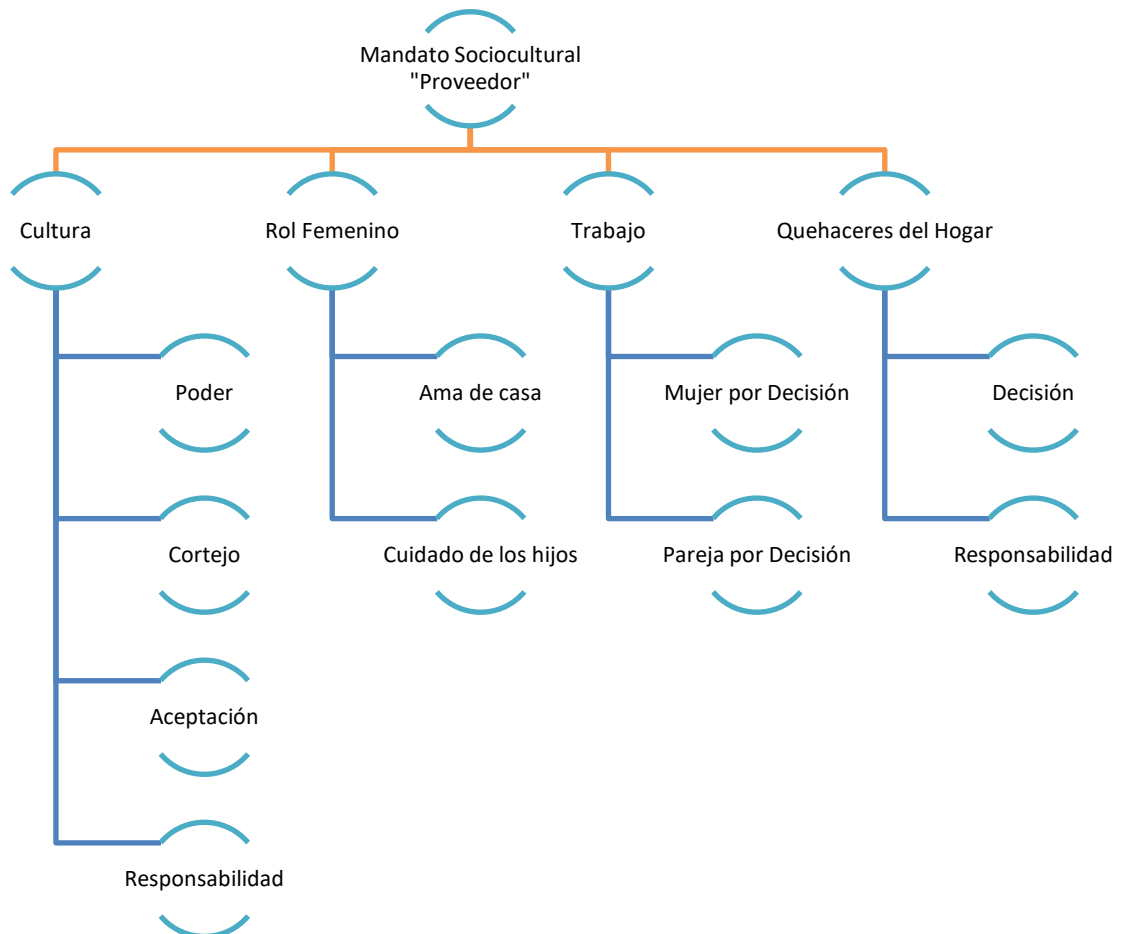 Mandato Sociocultural
"Proveedor"
Cultura
Rol Femenino
Trabajo
Quehaceres del Hogar
Poder
Ama de casa
Mujer por Decisión
Decisión
Cortejo
Cuidado de los hijos
Pareja por Decisión
Responsabilidad
Aceptación
Responsabilidad